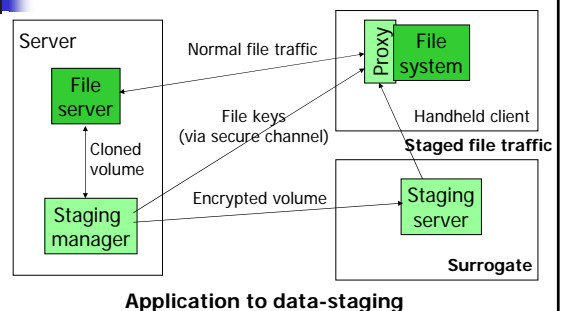 Server
File
server
Cloned
volume
Staging
manager
Normal file traffic
File keys
(via secure channel)
Encrypted volume
Proxy
File
system
Handheld client
Staged file traffic
Staging
server
Surrogate
Application to data-staging